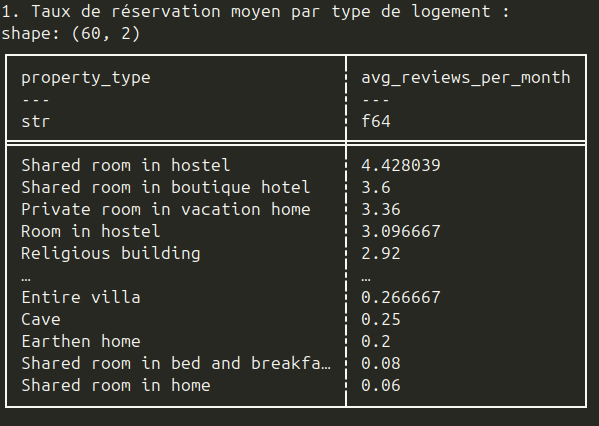 1. Taux de réservation moyen par type de logement :
shape: (60, 2)
property_type avg_reviews_per_month
--- ---
str f64
Shared room in hostel 4.428039
Shared room in boutique hotel 3.6
Private room in vacation home 3.36
Room in hostel 3.096667
Religious building 2.92
… …
Entire villa 0.266667
Cave 0.25
Earthen home 0.2
Shared room in bed and breakfa… 0.08
Shared room in home 0.06